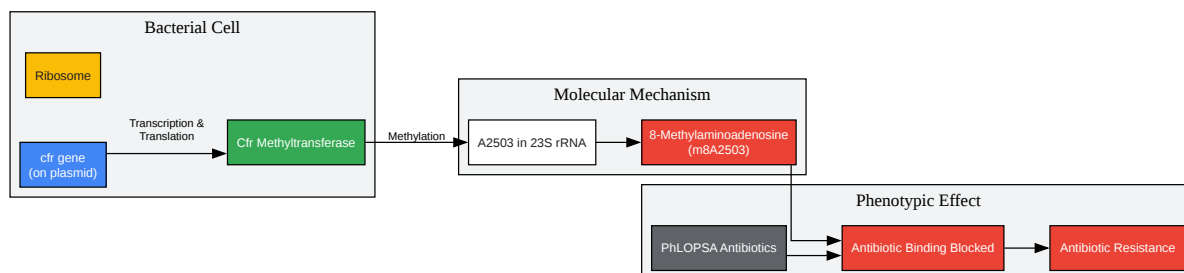 Bacterial Cell
Ribosome
cfr gene
(on plasmid)
Transcription &
Translation
Cfr Methyltransferase
Methylation
Molecular Mechanism
A2503 in 23S rRNA
8-Methylaminoadenosine
(m8A2503)
Phenotypic Effect
PhLOPSA Antibiotics
Antibiotic Binding Blocked
Antibiotic Resistance